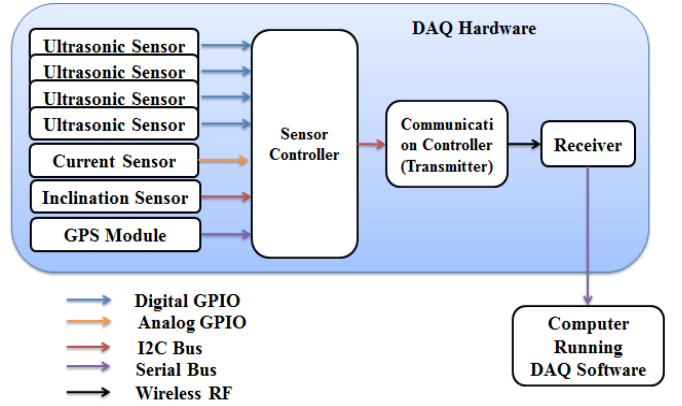 DAQ Hardware
Ultrasonic Sensor
Ultrasonic Sensor
Ultrasonic Sensor
Ultrasonic Sensor
Current Sensor
Inclination Sensor
GPS Module
Sensor
Controller
Communicati
on Controller
(Transmitter)
Receiver
Computer
Running
DAQ Software
Digital GPIO
Analog GPIO
I2C Bus
Serial Bus
Wireless RF